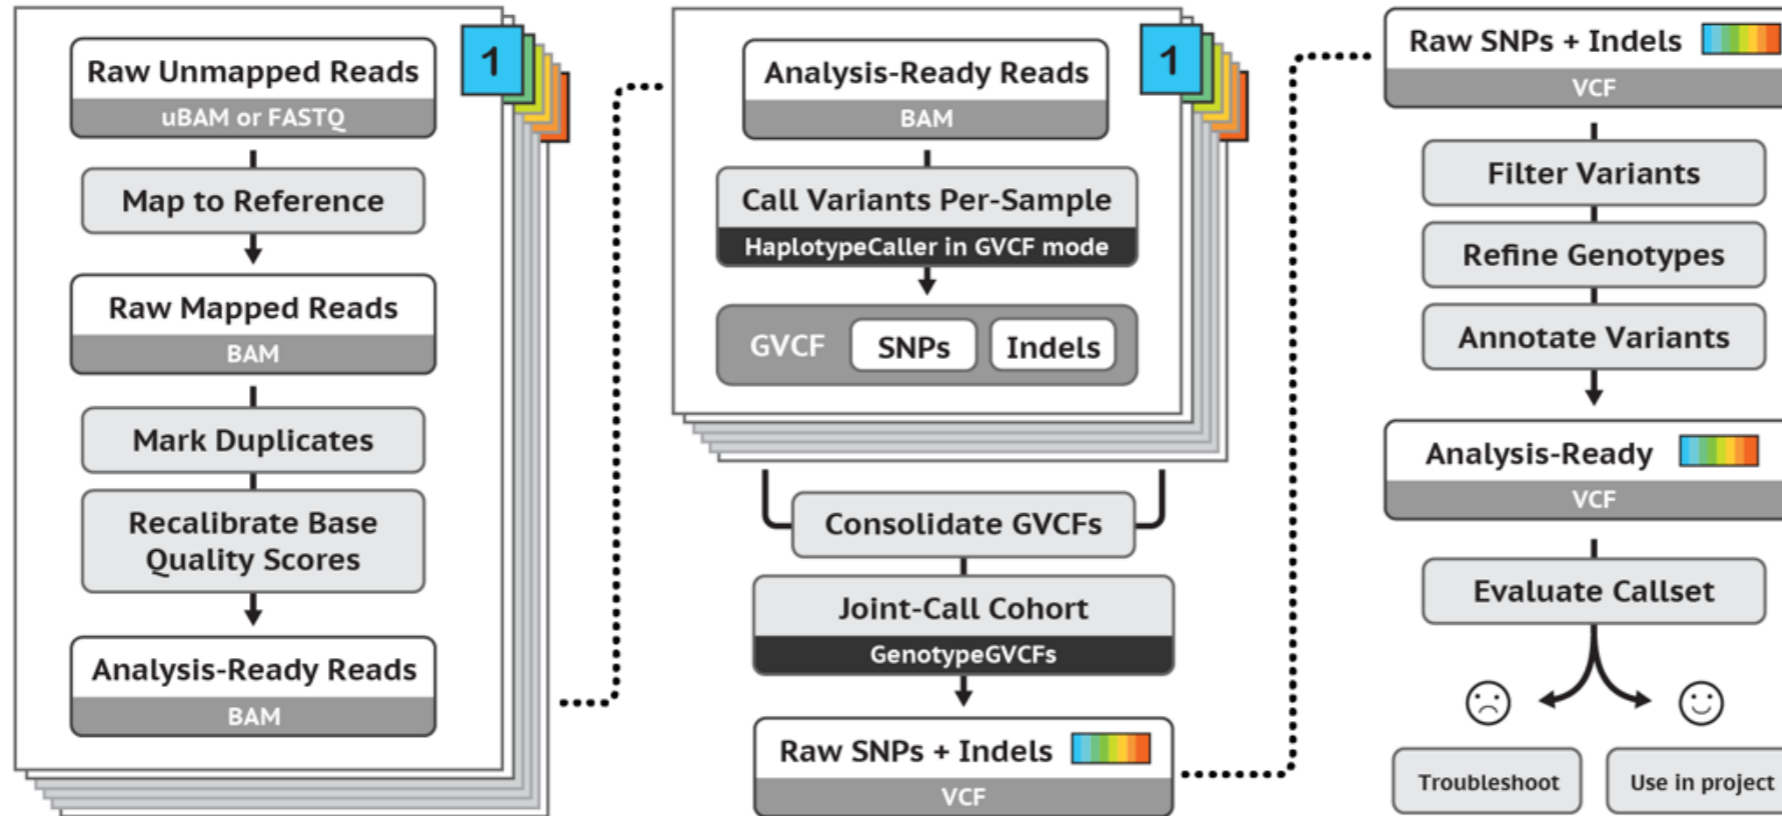 1
Raw Unmapped Reads
uBAM or FASTQ
Map to Reference
Raw Mapped Reads
BAM
Mark Duplicates
Recalibrate Base
Quality Scores
Analysis-Ready Reads
BAM
1
Analysis-Ready Reads
BAM
Call Variants Per-Sample
HaplotypeCaller in GVCF mode
GVCF SNPs Indels
Consolidate GVCFs
Joint-Call Cohort
GenotypeGVCFs
Raw SNPs + Indels
VCF
Raw SNPs + Indels
VCF
Filter Variants
Refine Genotypes
Annotate Variants
Analysis-Ready
VCF
Evaluate Callset
Troubleshoot
Use in project